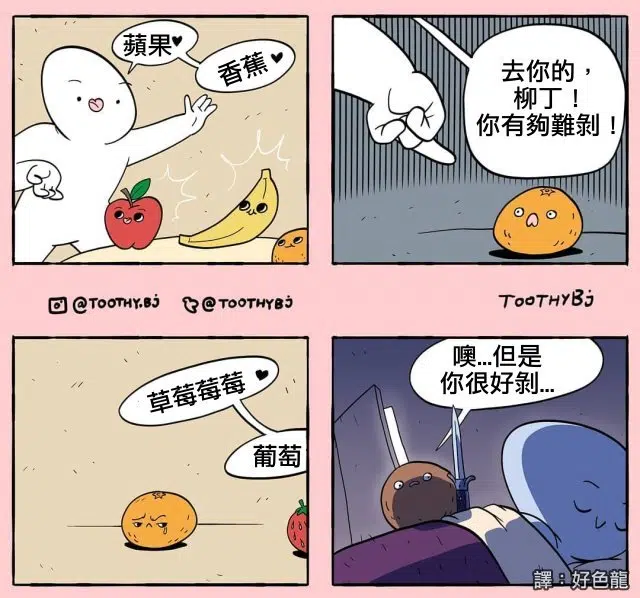 蘋果♥
香蕉♥
去你的，
柳丁！
你有夠難剝！
@TOOTHY.BJ
@TOOTHYBJ
TOOTHYBJ
草莓莓莓♥
葡萄
噢...但是
你很好剝...
譯：好色龍